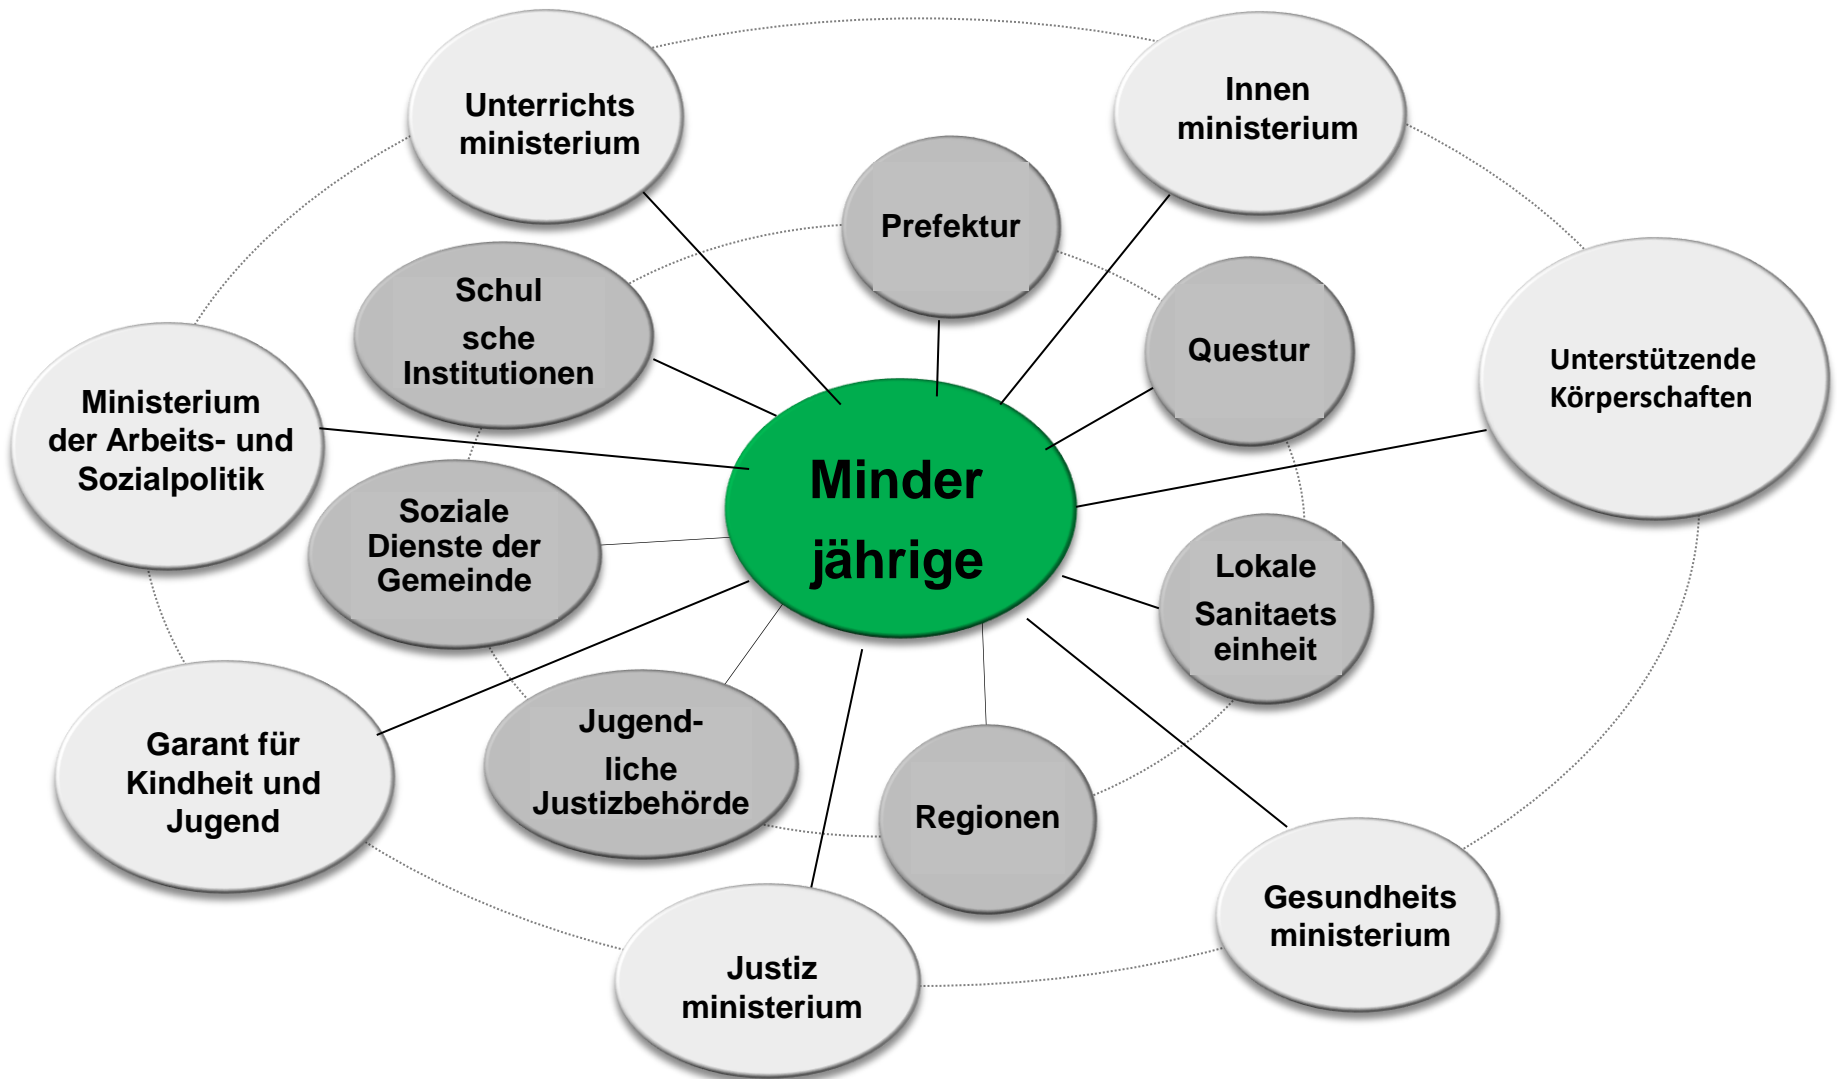 Unterrichts
ministerium
Innen
ministerium
Prefektur
Schul
sche
Institutionen
Questur
Unterstützende
Körperschaften
Ministerium
der Arbeits- und
Sozialpolitik
Minder
jährige
Soziale
Dienste der
Gemeinde
Lokale
Sanitaets
einheit
Garant für
Kindheit und
Jugend
Jugend-
liche
Justizbehörde
Regionen
Gesundheits
ministerium
Justiz
ministerium